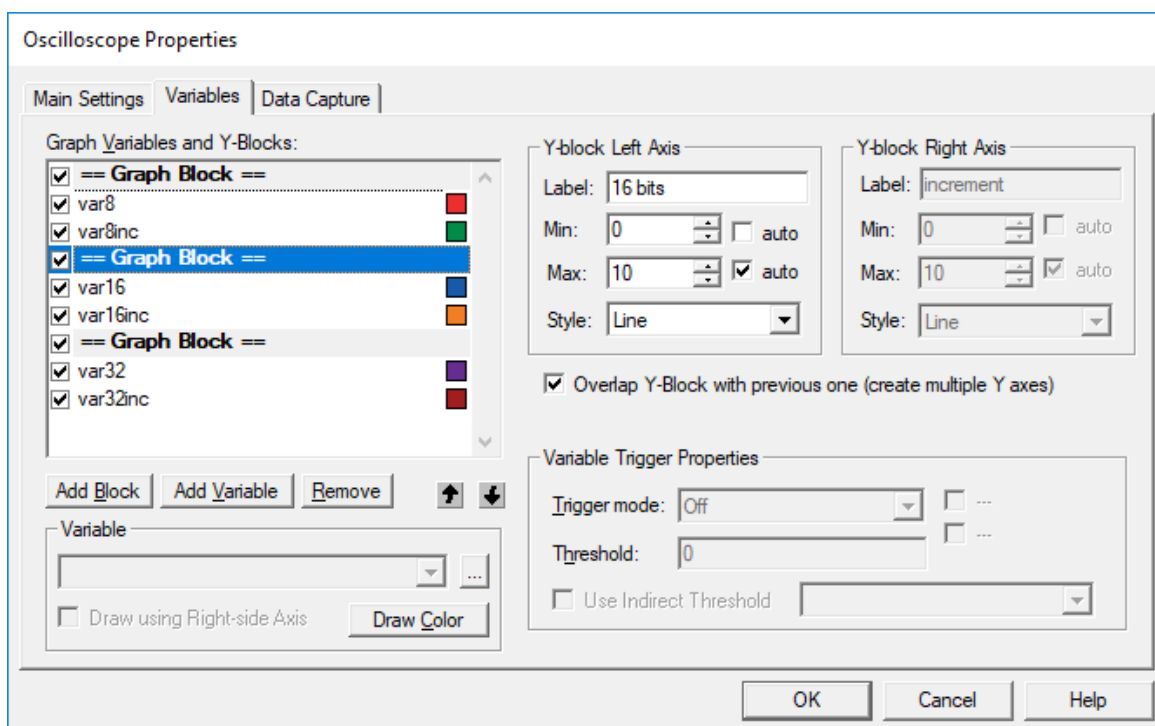 Oscilloscope Properties
Main Settings Variables Data Capture
Graph Variables and Y-Blocks:
== Graph Block ==
var8
var8inc
== Graph Block ==
var16
var16inc
== Graph Block ==
var32
var32inc
Add Block Add Variable Remove
Variable
...
Draw using Right-side Axis Draw Color
Y-block Left Axis
Label: 16 bits
Min: 0 auto
Max: 10 auto
Style: Line
Y-block Right Axis
Label: increment
Min: 0 auto
Max: 10 auto
Style: Line
Overlap Y-Block with previous one (create multiple Y axes)
Variable Trigger Properties
Trigger mode: Off ---
Threshold: 0 ---
Use Indirect Threshold
OK Cancel Help